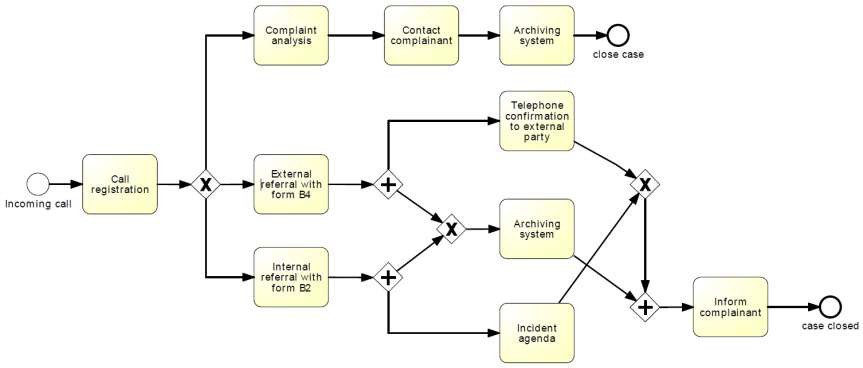 Complaint
analysis
Contact
complainant
Archiving
system
close case
Telephone
confirmation
to external
party
Incoming call
Call
registration
X
External
referral with
form B4
+
X
X
Archiving
system
Internal
referral with
form B2
+
Incident
agenda
+
Inform
complainant
case closed